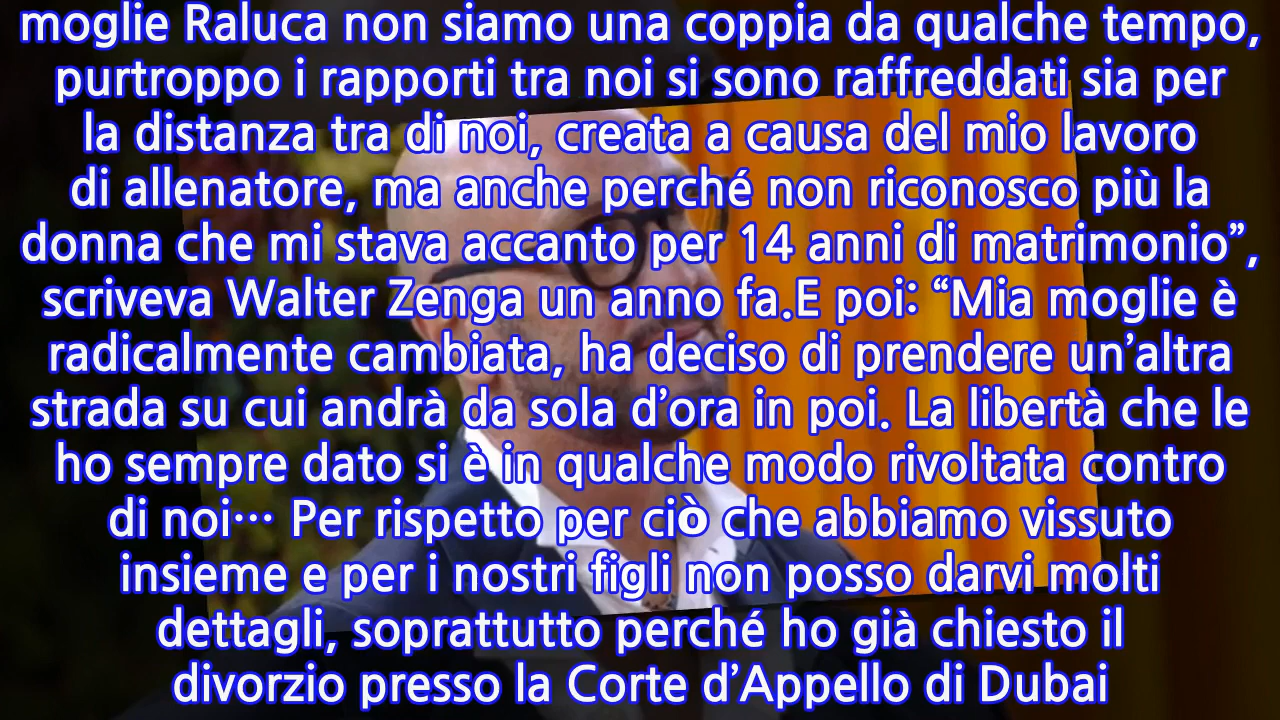 moglie Raluca non siamo una coppia da qualche tempo,
purtroppo i rapporti tra noi si sono raffreddati sia per
la distanza tra di noi, creata a causa del mio lavoro
di allenatore, ma anche perché non riconosco più la
donna che mi stava accanto per 14 anni di matrimonio”,
scriveva Walter Zenga un anno fa.E poi: “Mia moglie è
radicalmente cambiata, ha deciso di prendere un’altra
strada su cui andrà da sola d’ora in poi. La libertà che le
ho sempre dato si è in qualche modo rivoltata contro
di noi… Per rispetto per ciò che abbiamo vissuto
insieme e per i nostri figli non posso darvi molti
dettagli, soprattutto perché ho già chiesto il
divorzio presso la Corte d’Appello di Dubai